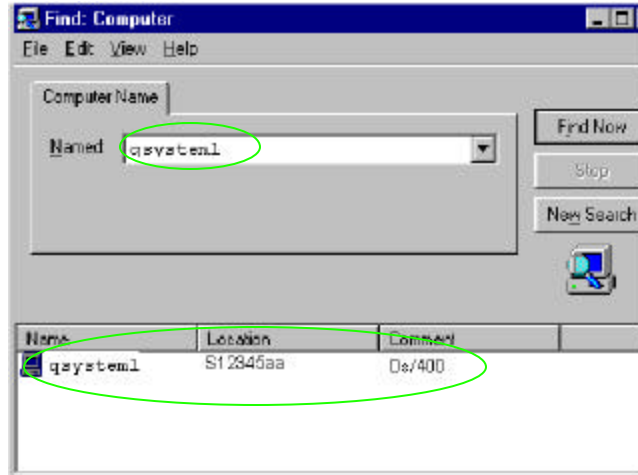 Find: Computer
File Edit View Help
Computer Name
Named
qsystem1
Find Now
Stop
New Search
Name Location Comment
qsystem1 S12345aa Os/400